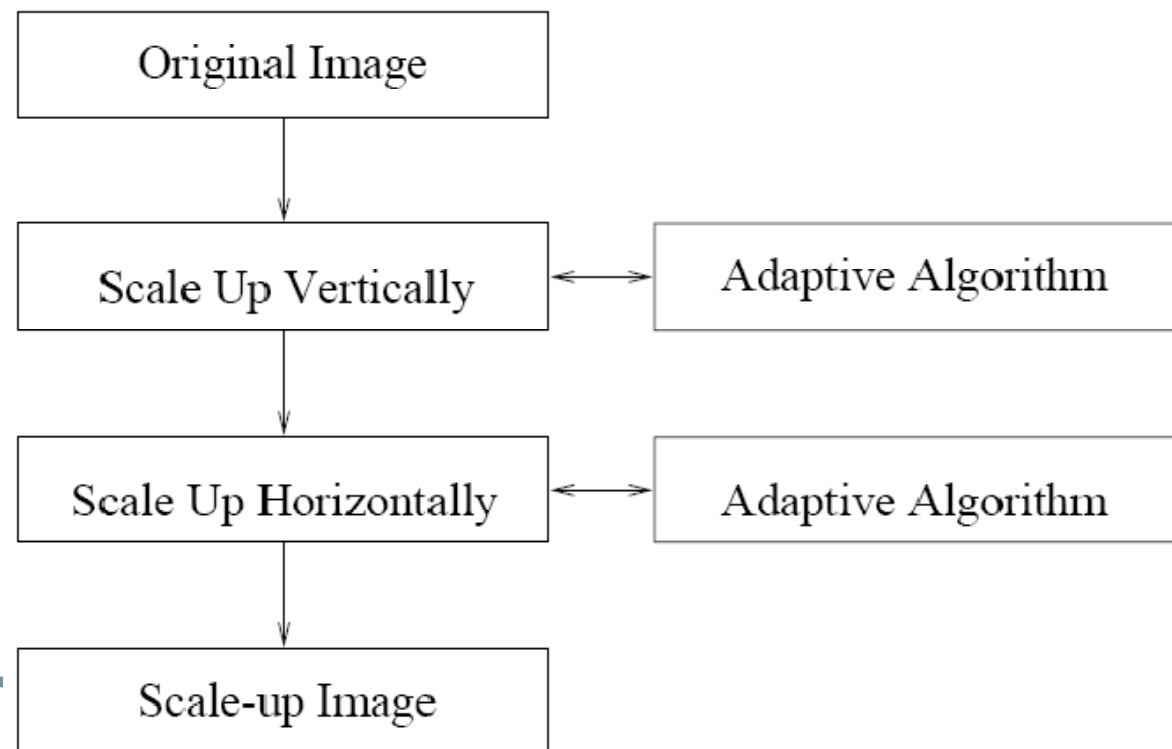 Original Image
Scale Up Vertically
Adaptive Algorithm
Scale Up Horizontally
Adaptive Algorithm
Scale-up Image